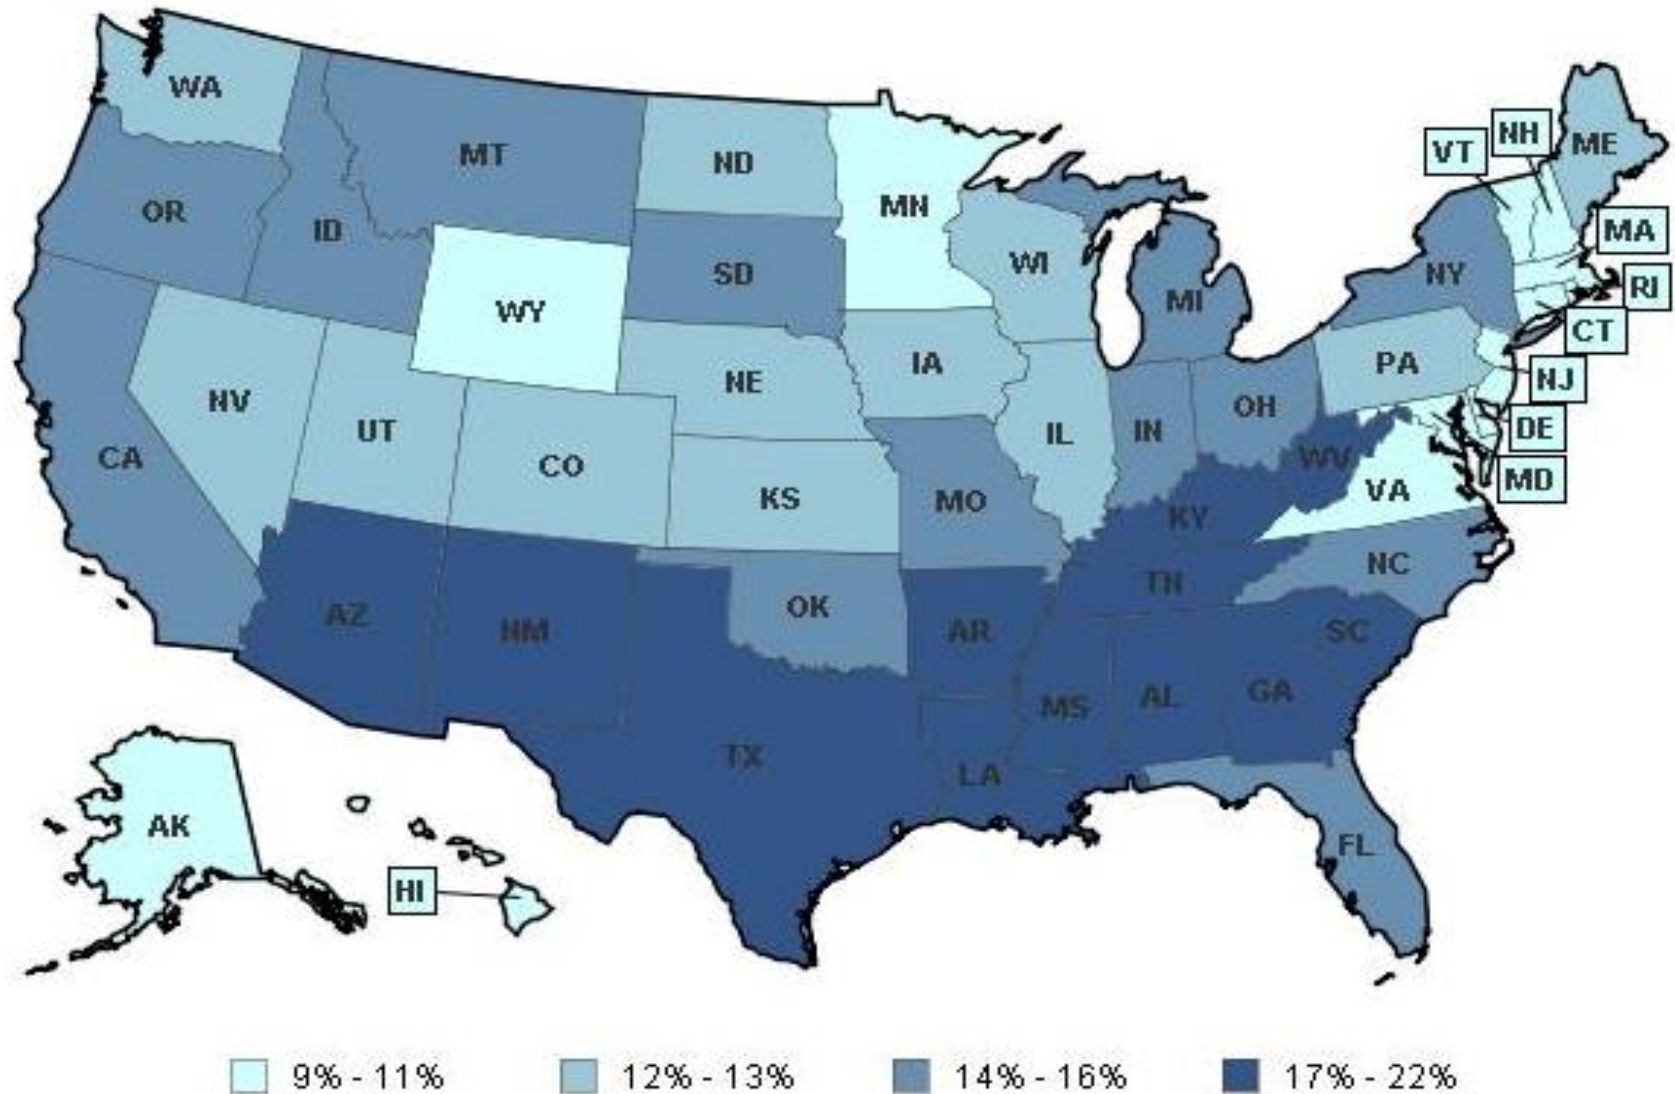 WA
MT
ND
MN
VT
NH
ME
OR
ID
SD
WI
MI
NY
MA
RI
CT
WY
NE
IA
PA
NJ
NV
UT
CO
KS
IL
IN
OH
DE
MD
CA
MO
KY
WV
VA
AZ
NM
OK
AR
TN
NC
SC
TX
LA
MS
AL
GA
FL
AK
HI
9% - 11%
12% - 13%
14% - 16%
17% - 22%